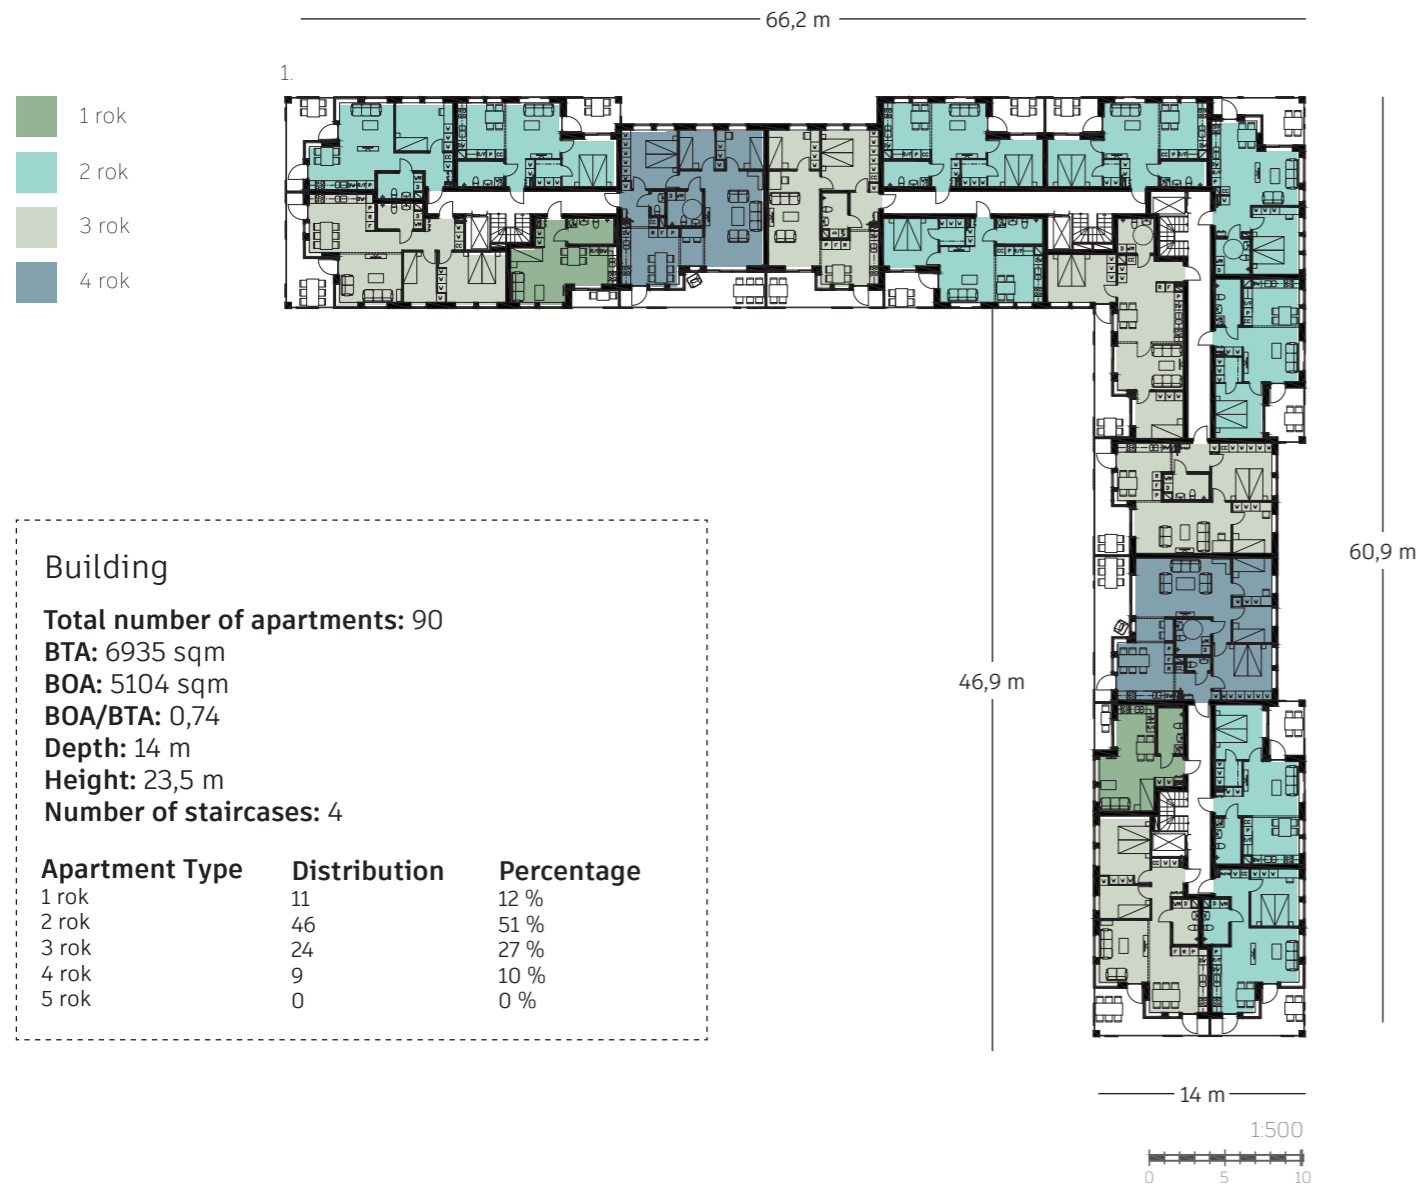 66,2 m
1.
1 rok
2 rok
3 rok
4 rok
60,9 m
46,9 m
Building
Total number of apartments: 90
BTA: 6935 sqm
BOA: 5104 sqm
BOA/BTA: 0,74
Depth: 14 m
Height: 23,5 m
Number of staircases: 4
Apartment Type Distribution Percentage
1 rok 11 12 %
2 rok 46 51 %
3 rok 24 27 %
4 rok 9 10 %
5 rok 0 0 %
14 m
1:500
0 5 10